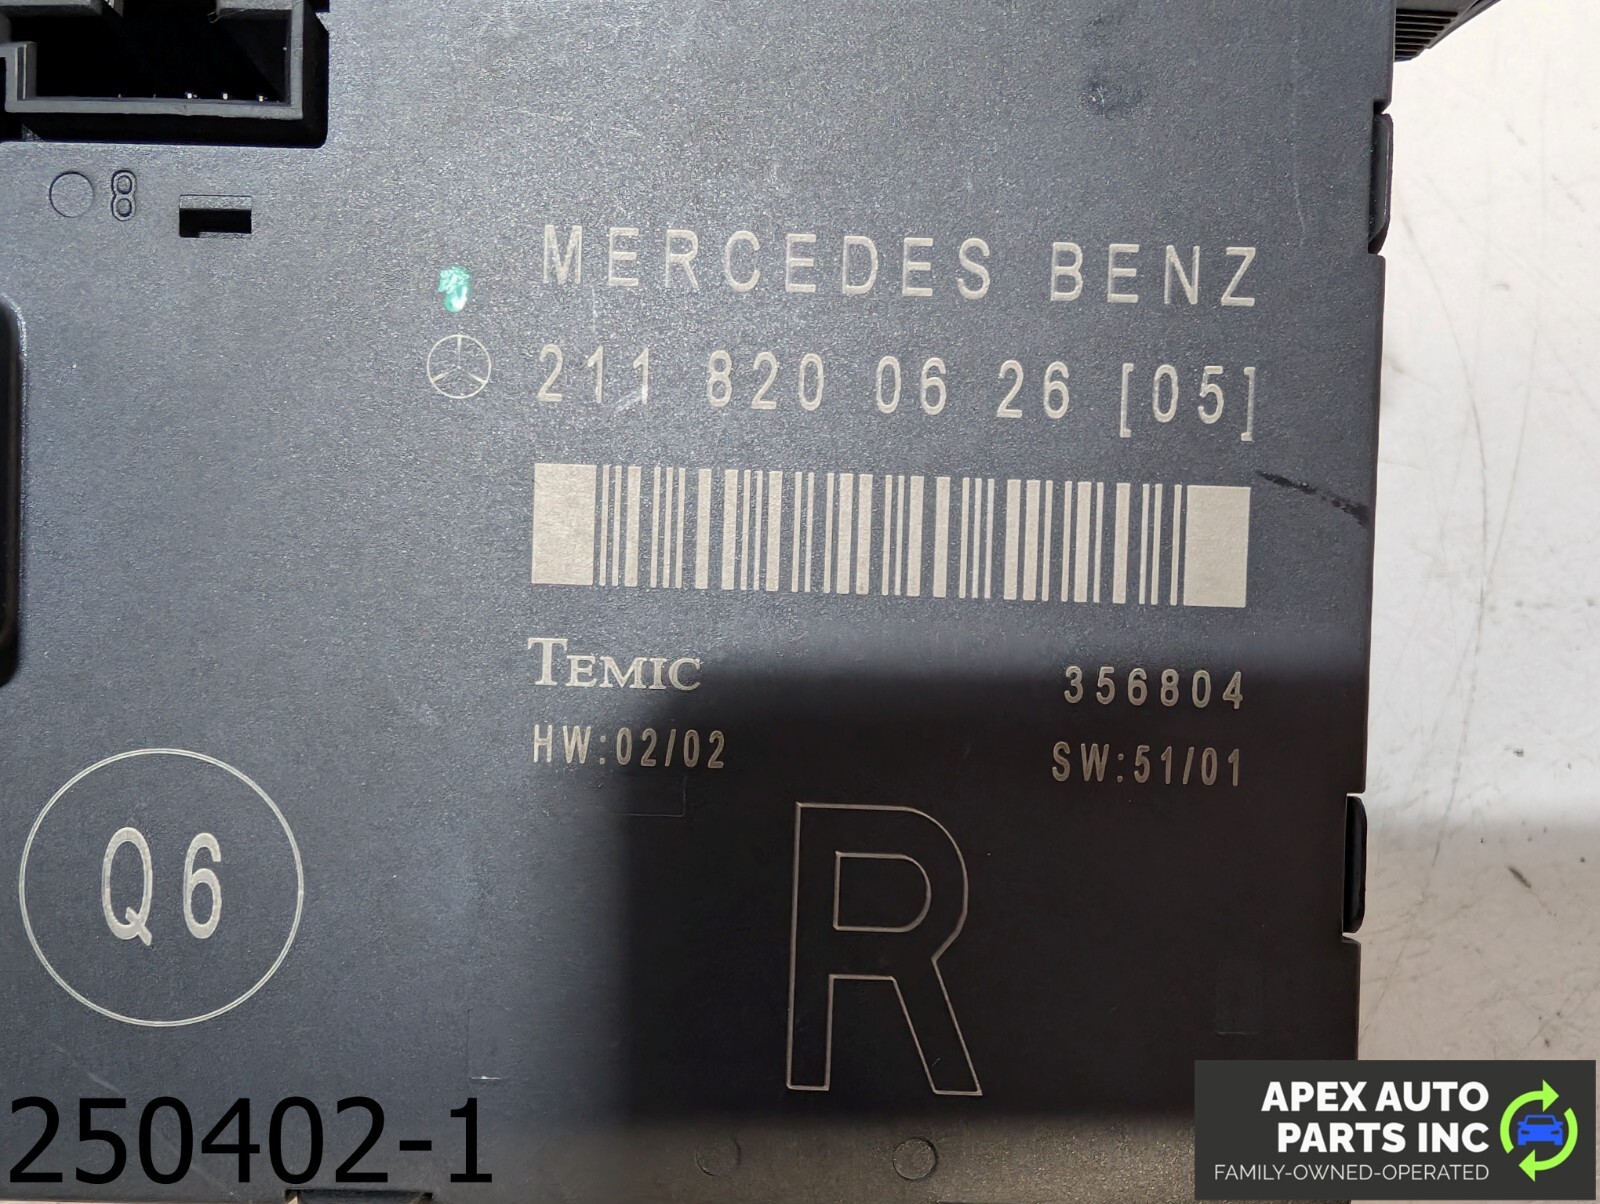 8
MERCEDES BENZ
211 820 06 26 [05]
TEMIC
356804
HW:02/02
SW:51/01
Q6
R
250402-1
APEX AUTO
PARTS INC
FAMILY-OWNED-OPERATED